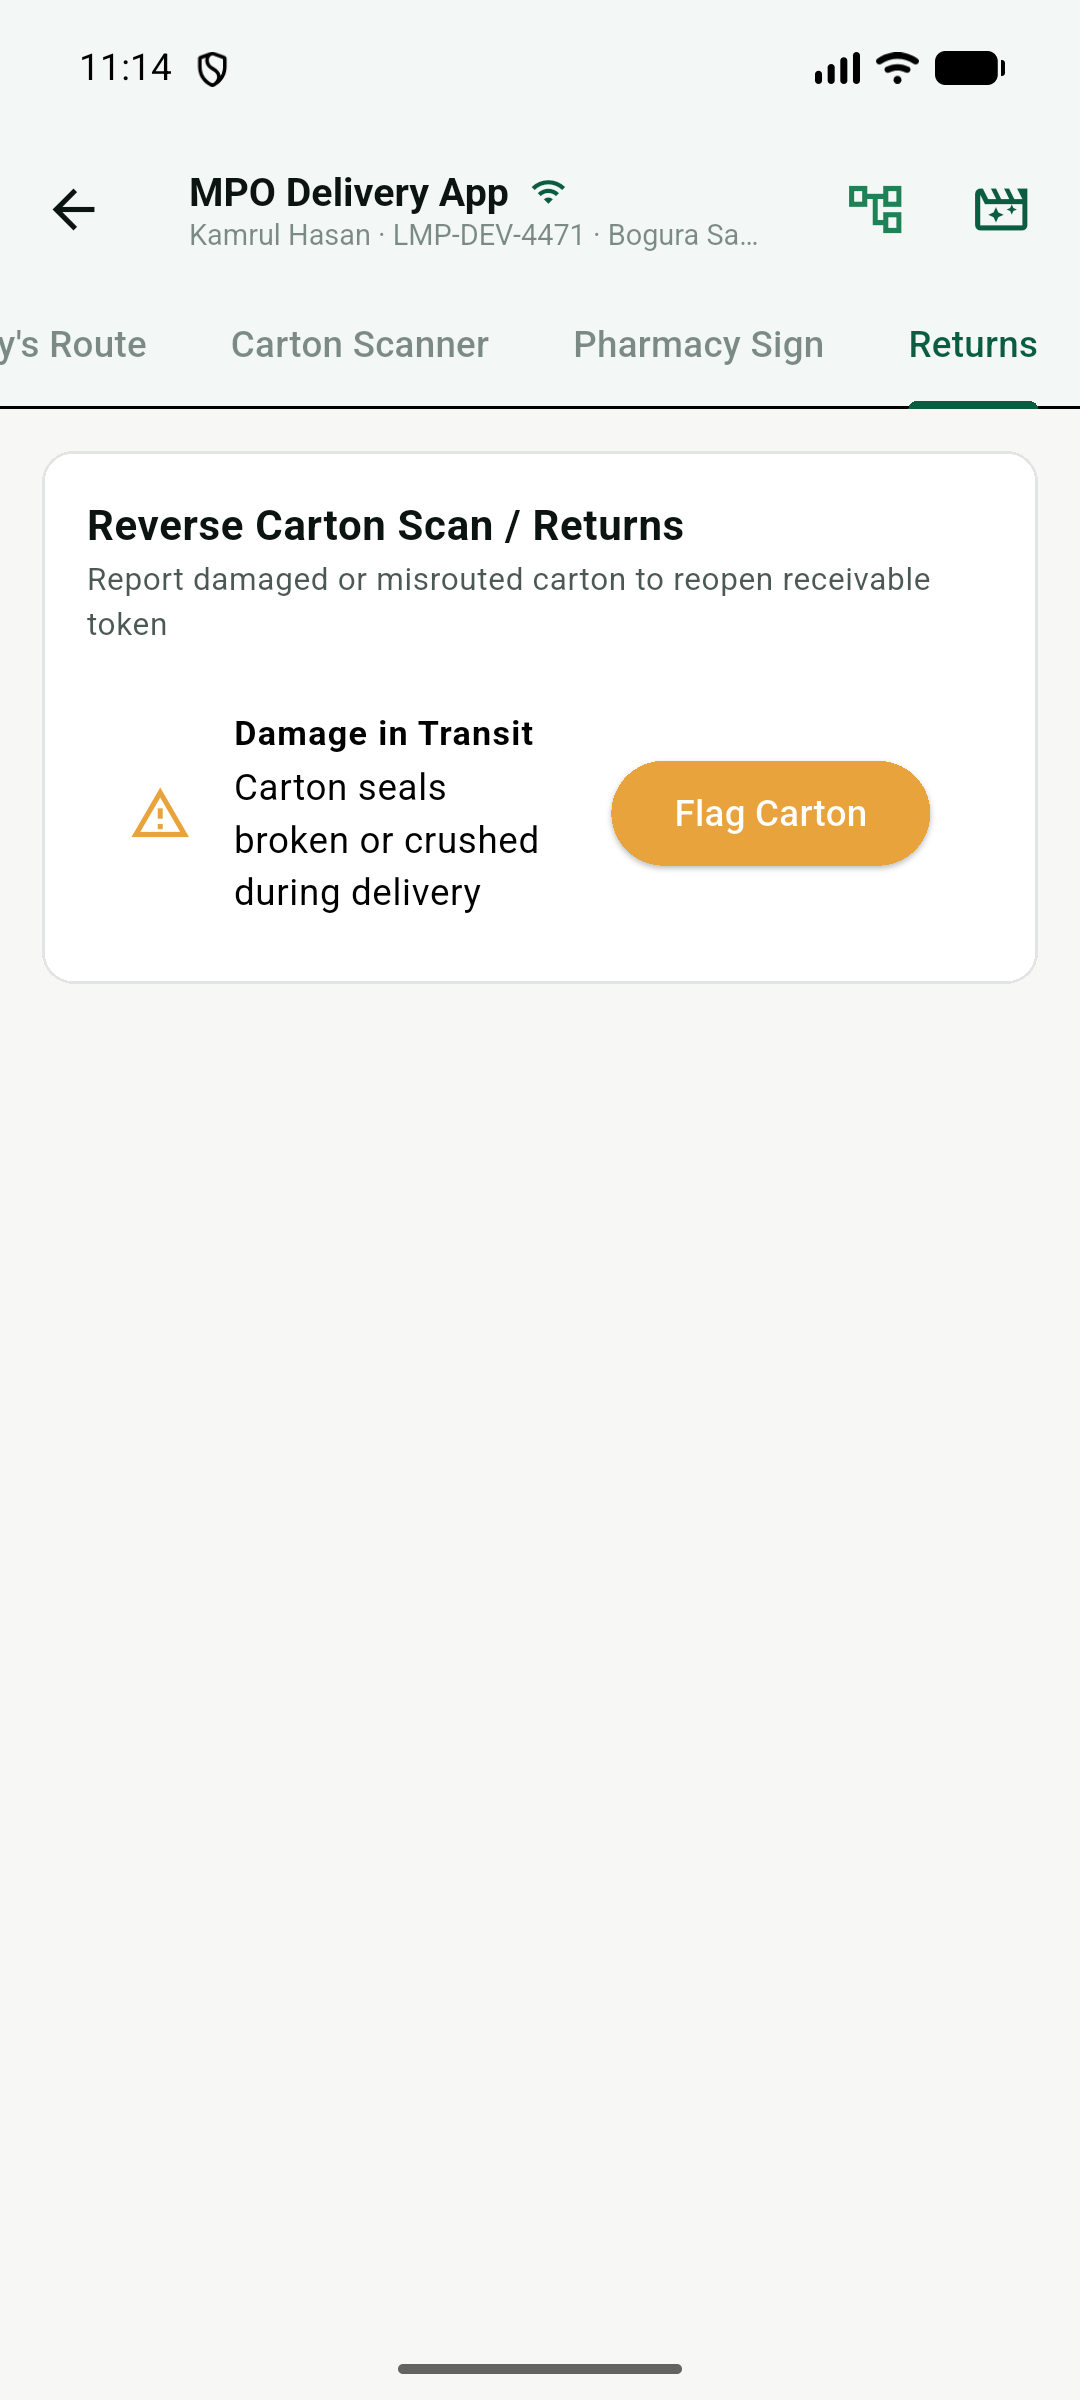 11:14
MPO Delivery App
Kamrul Hasan · LMP-DEV-4471 · Bogura Sa...
y's Route
Carton Scanner
Pharmacy Sign
Returns
Reverse Carton Scan / Returns
Report damaged or misrouted carton to reopen receivable
token
Damage in Transit
Carton seals
broken or crushed
during delivery
Flag Carton